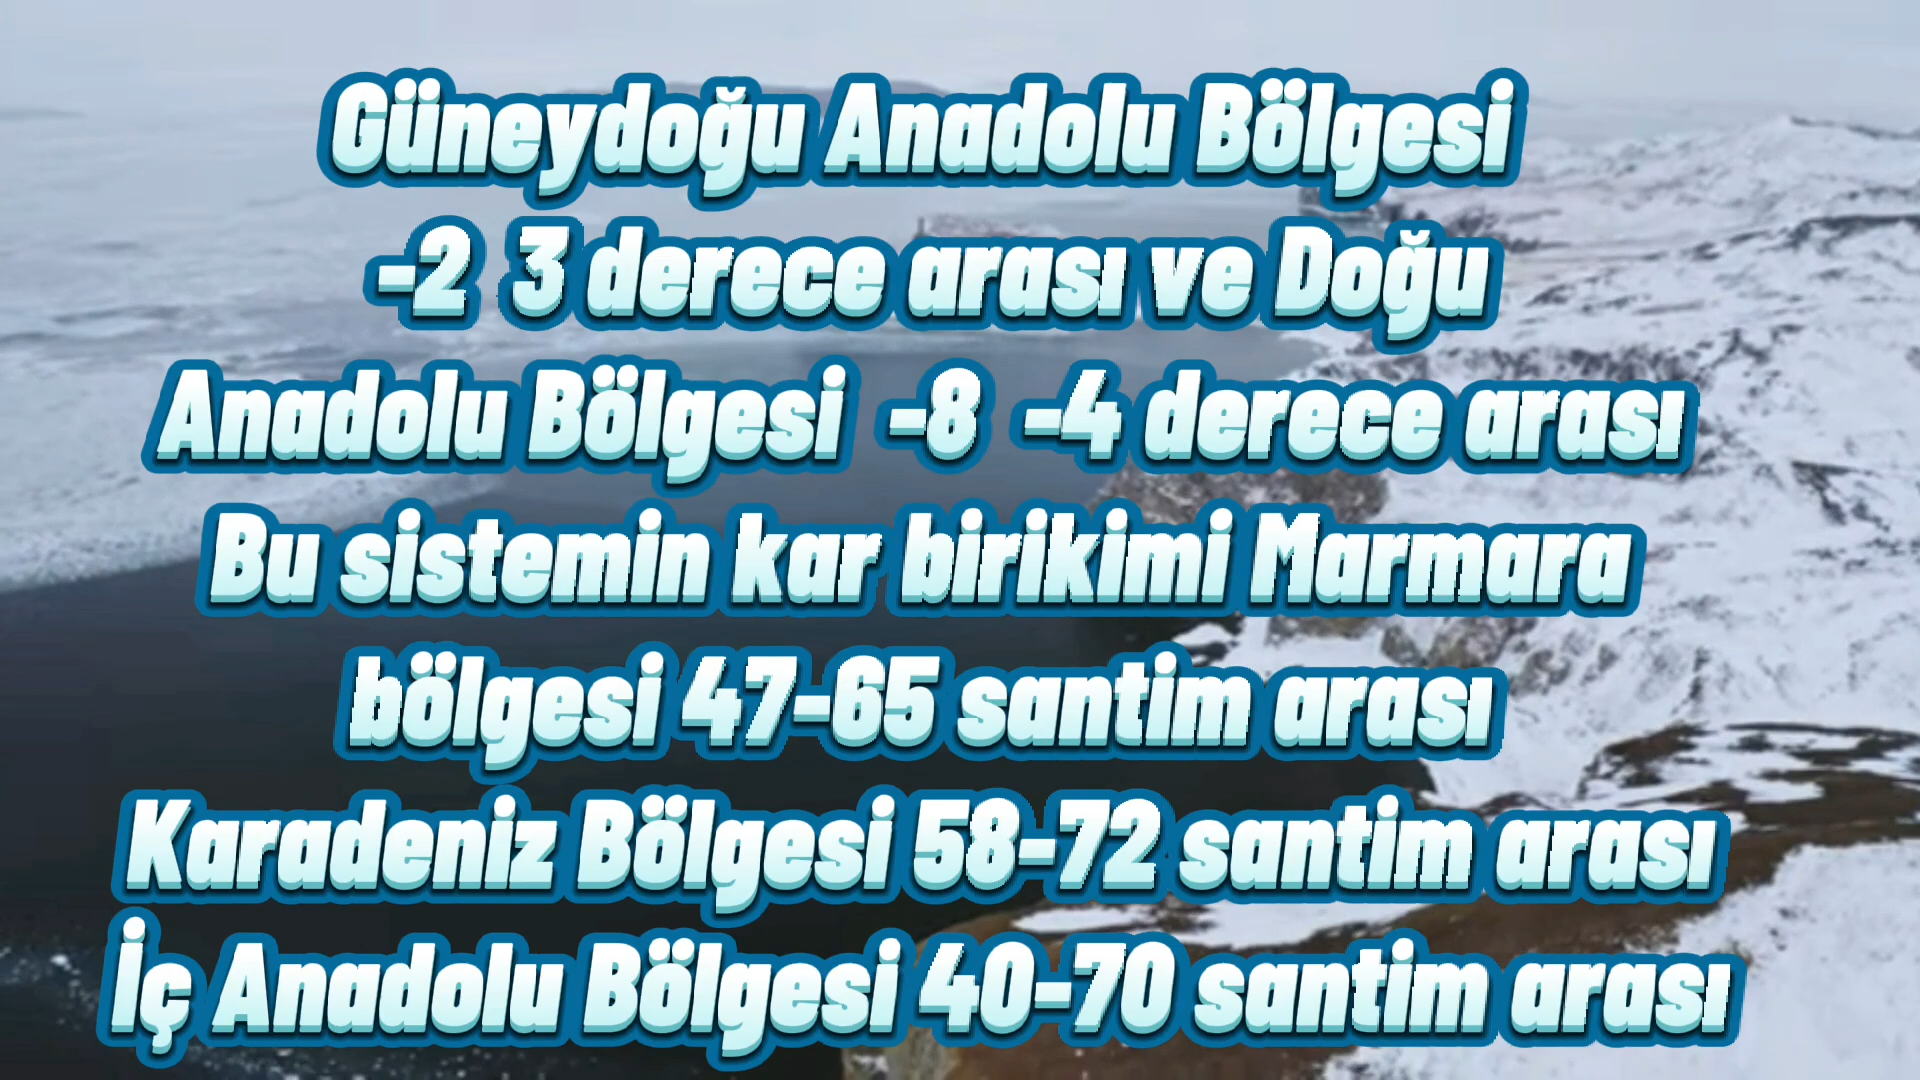 Güneydoğu Anadolu Bölgesi
-2 3 derece arası ve Doğu
Anadolu Bölgesi -8 -4 derece arası
Bu sistemin kar birikimi Marmara
bölgesi 47-65 santim arası
Karadeniz Bölgesi 58-72 santim arası
İç Anadolu Bölgesi 40-70 santim arası